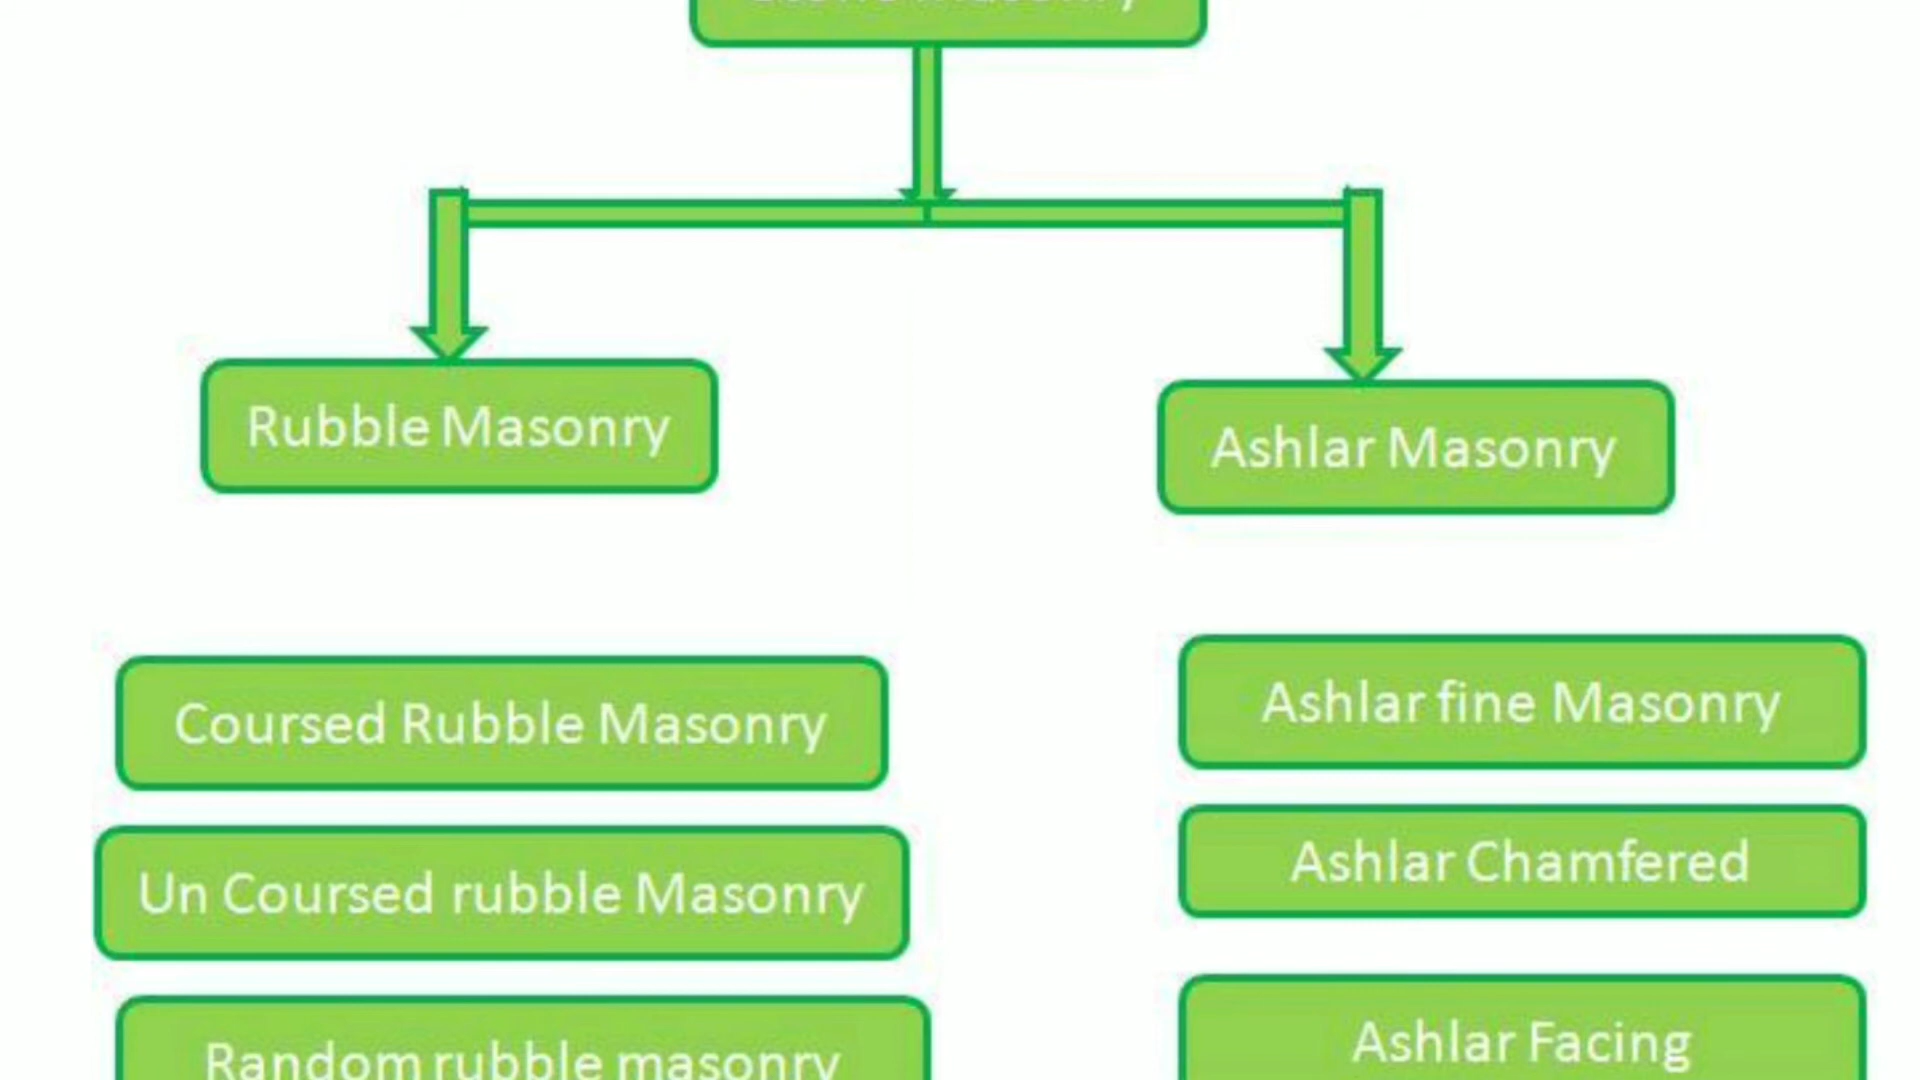 Masonry
Rubble Masonry
Ashlar Masonry
Coursed Rubble Masonry
Ashlar fine Masonry
Un Coursed rubble Masonry
Ashlar Chamfered
Random rubble masonry
Ashlar Facing